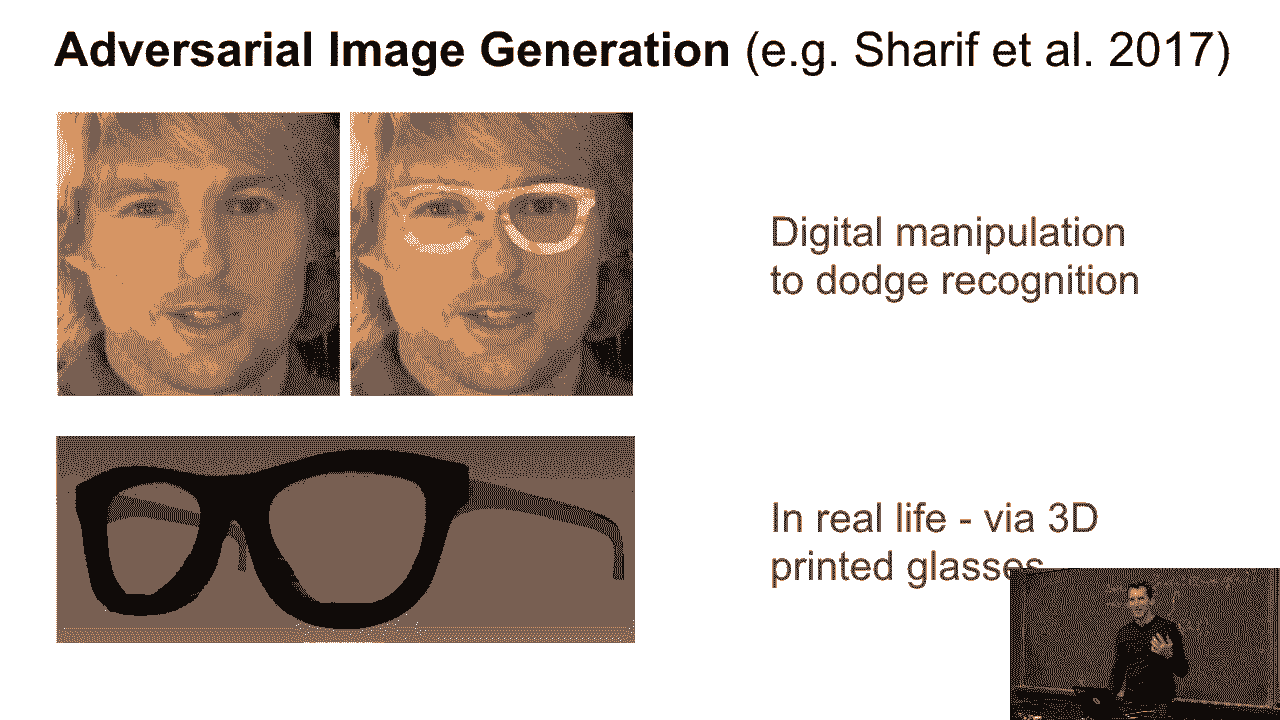 Adversarial Image Generation (e.g. Sharif et al. 2017)
Digital manipulation
to dodge recognition
In real life - via 3D
printed glasses